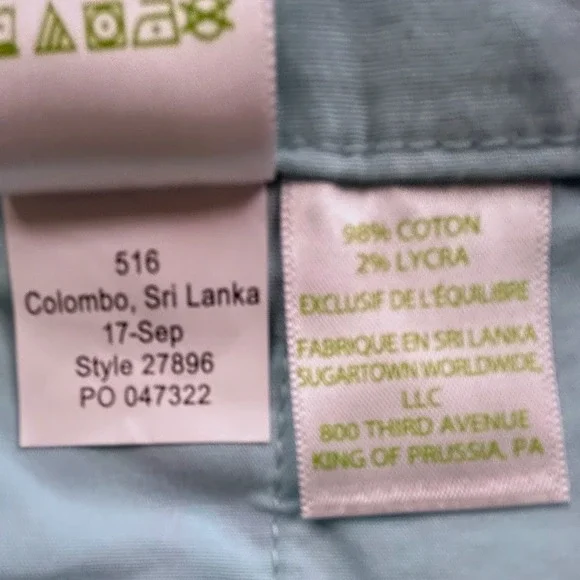 516
Colombo, Sri Lanka
17-Sep
Style 27896
PO 047322
98% COTON
2% LYCRA
EXCLUSIF DE L'ÉQUILIBRE
FABRIQUE EN SRI LANKA
SUGARTOWN WORLDWIDE,
LLC
800 THIRD AVENUE
KING OF PRUSSIA, PA